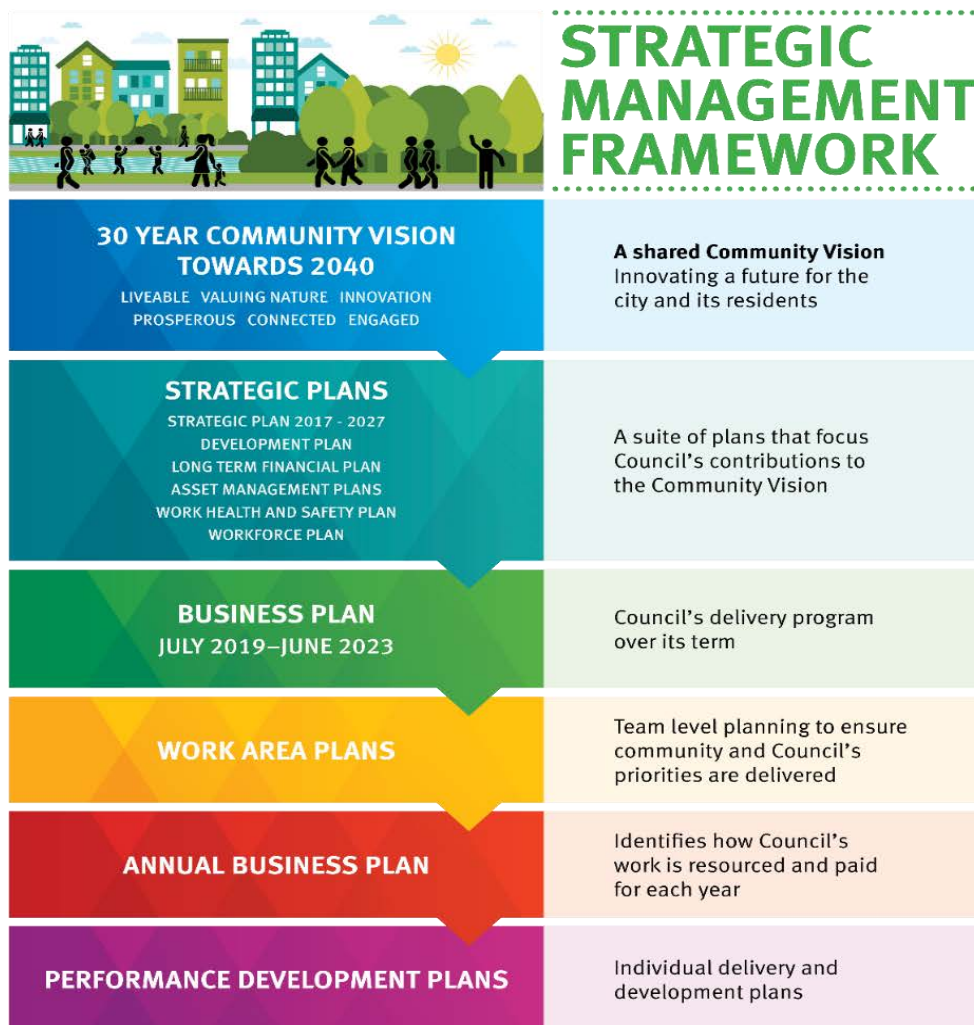 STRATEGIC
MANAGEMENT
FRAMEWORK
30 YEAR COMMUNITY VISION
TOWARDS 2040
LIVEABLE VALUING NATURE INNOVATION
PROSPEROUS CONNECTED ENGAGED
A shared Community Vision
Innovating a future for the
city and its residents
STRATEGIC PLANS
STRATEGIC PLAN 2017 - 2027
DEVELOPMENT PLAN
LONG TERM FINANCIAL PLAN
ASSET MANAGEMENT PLANS
WORK HEALTH AND SAFETY PLAN
WORKFORCE PLAN
A suite of plans that focus
Council's contributions to
the Community Vision
BUSINESS PLAN
JULY 2019–JUNE 2023
Council's delivery program
over its term
WORK AREA PLANS
Team level planning to ensure
community and Council's
priorities are delivered
ANNUAL BUSINESS PLAN
Identifies how Council's
work is resourced and paid
for each year
PERFORMANCE DEVELOPMENT PLANS
Individual delivery and
development plans